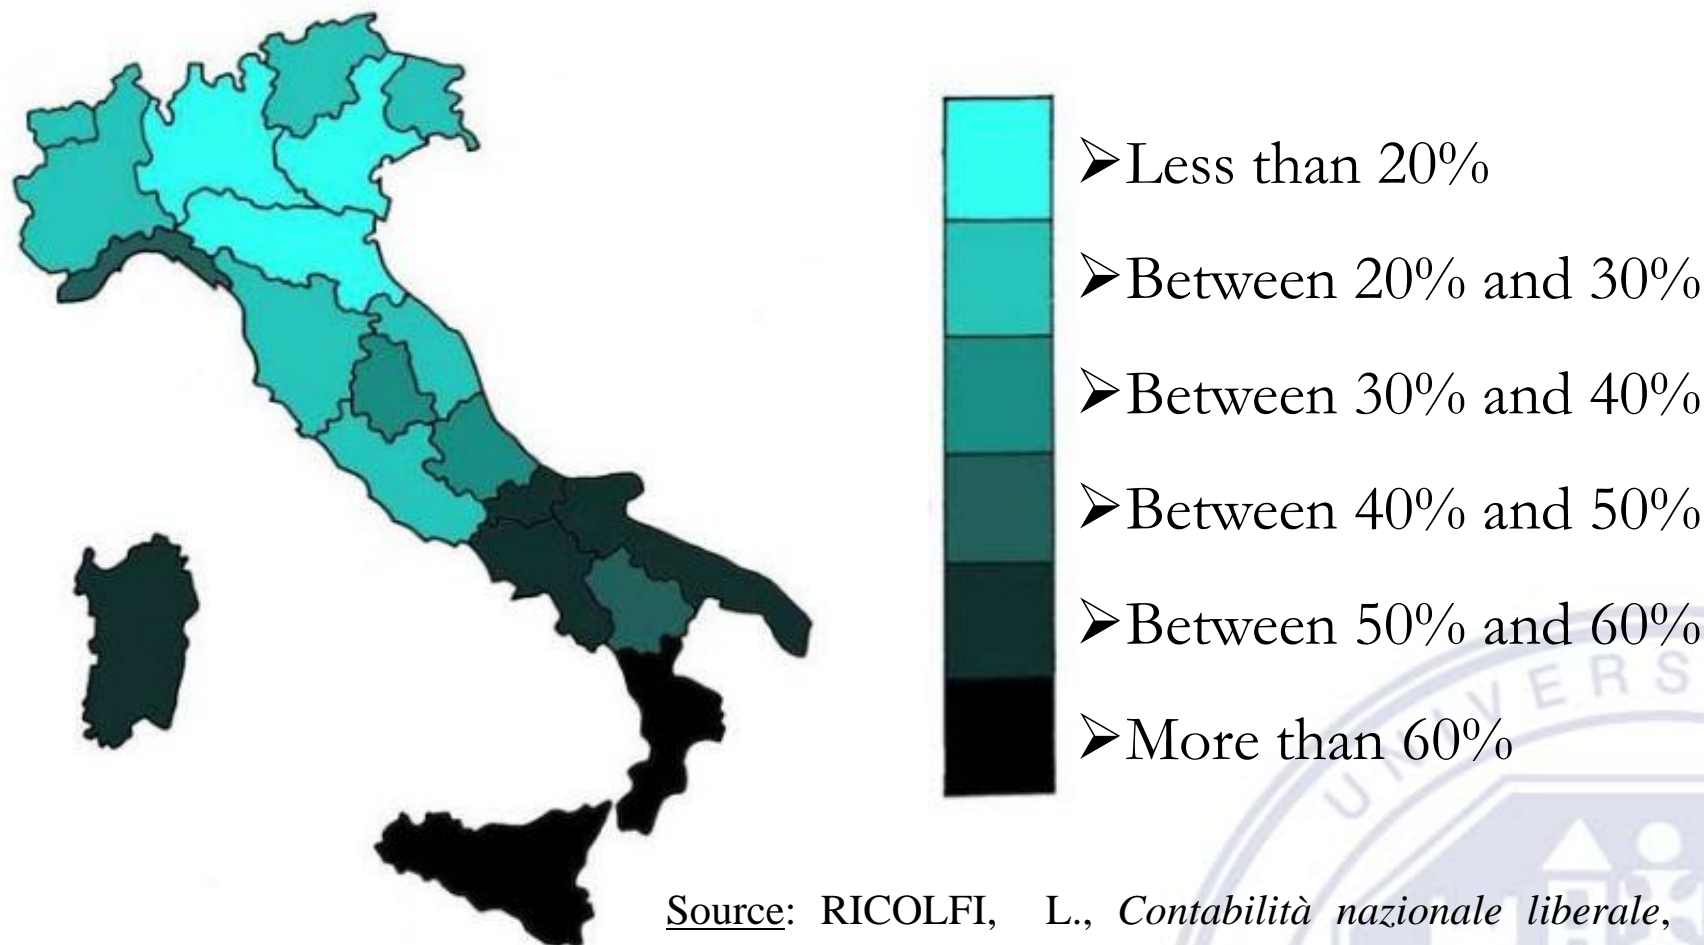 ➢Less than 20%
➢Between 20% and 30%
➢Between 30% and 40%
➢Between 40% and 50%
➢Between 50% and 60%
➢More than 60%
UNIVERS
Source: RICOLFI, L., Contabilità nazionale liberale,